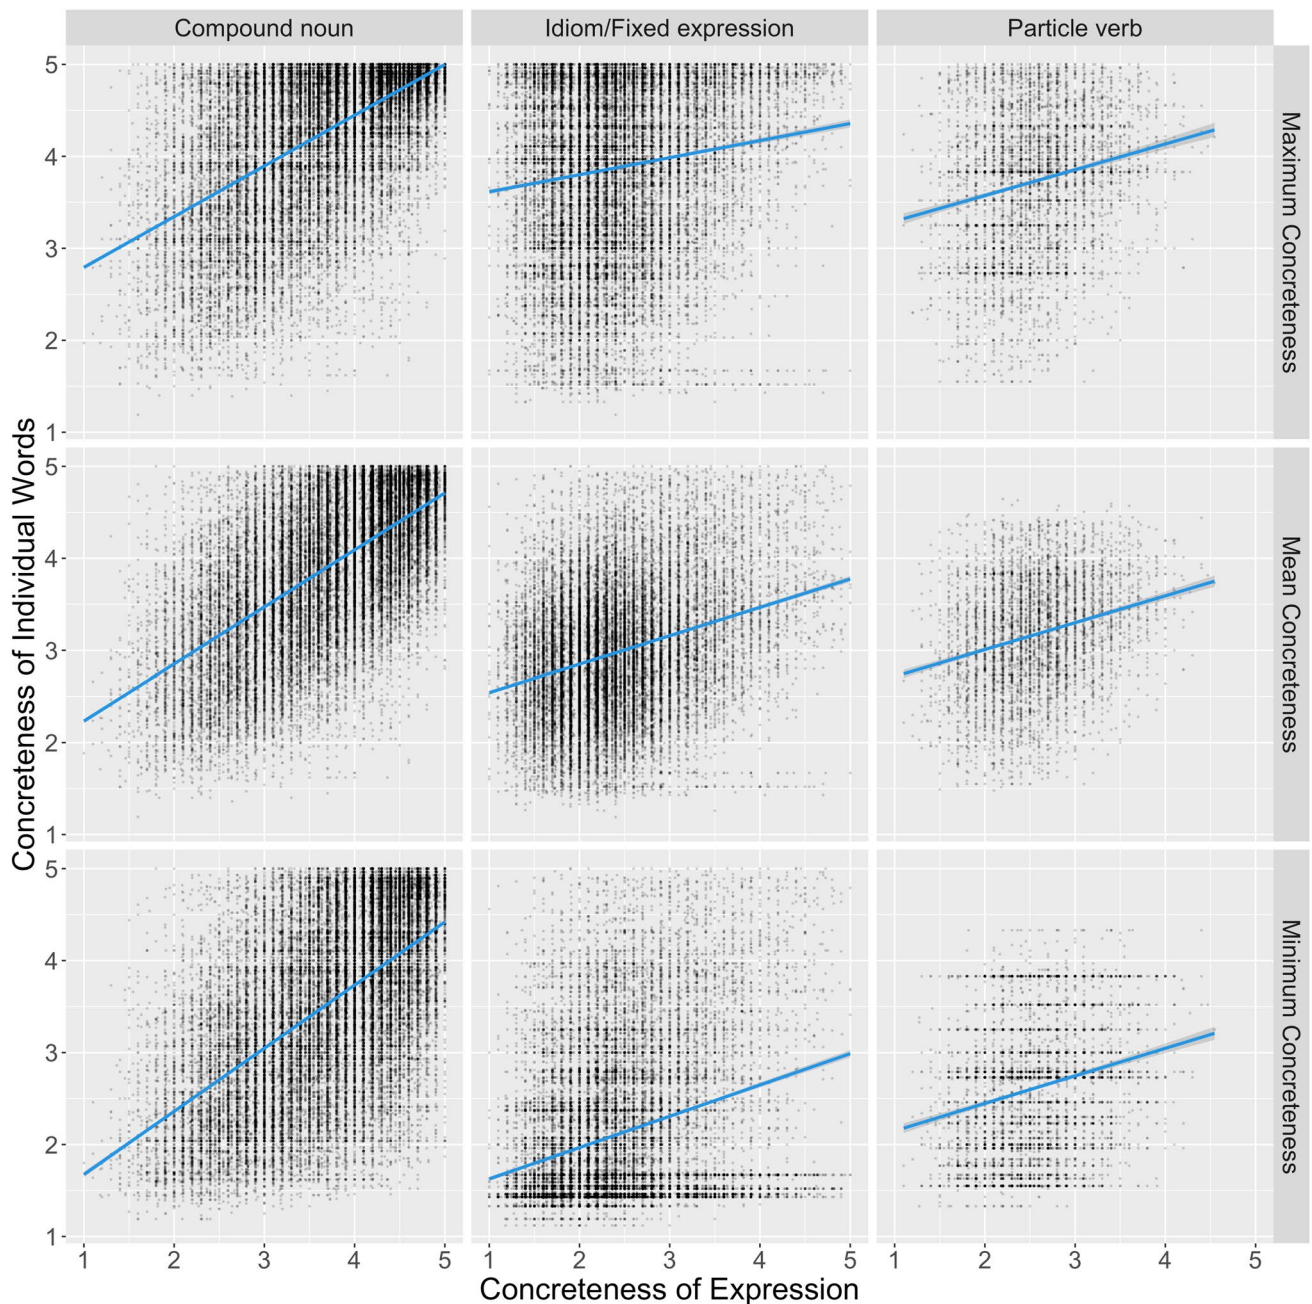 Compound noun
Idiom/Fixed expression
Particle verb
5
4
3
2
1
Maximum Concreteness
5
4
3
2
1
Mean Concreteness
5
4
3
2
1
Minimum Concreteness
Concreteness of Individual Words
1 2 3 4 5 1 2 3 4 5 1 2 3 4 5
Concreteness of Expression